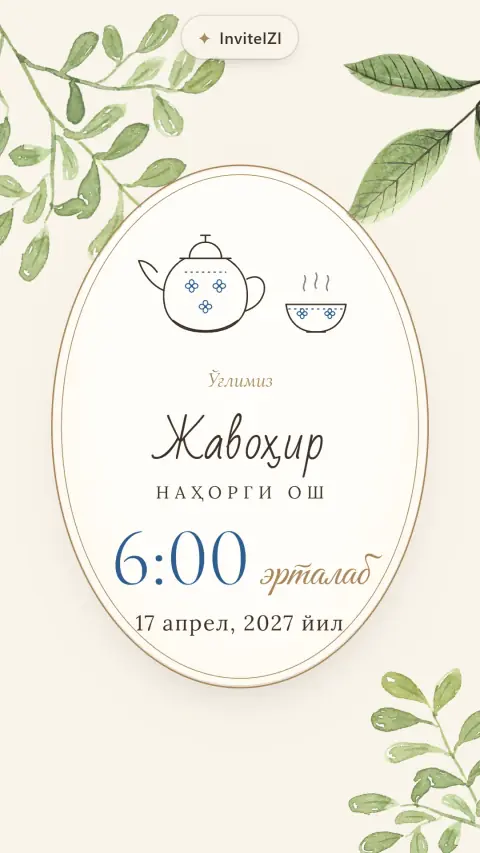 InviteIZI
Ўғлимиз
Жавоҳир
НАҲОРГИ ОШ
6:00 эрталаб
17 апрел, 2027 йил